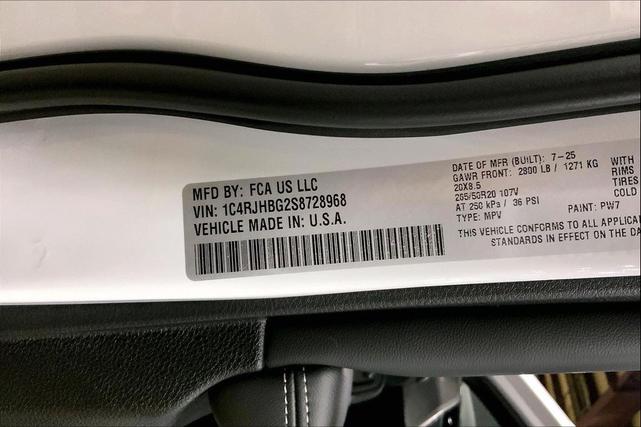 MFD BY: FCA US LLC
VIN: 1C4RJHBG2S8728968
VEHICLE MADE IN: U.S.A.
DATE OF MFR (BUILT): 7-25
GAWR FRONT: 2800 LB / 1271 KG WITH
20X8.5 RIMS
265/50R20 107V TIRES
AT 250 kPa / 36 PSI COLD
TYPE: MPV PAINT: PW7
THIS VEHICLE CONFORMS TO ALL APPLICA
STANDARDS IN EFFECT ON THE DA